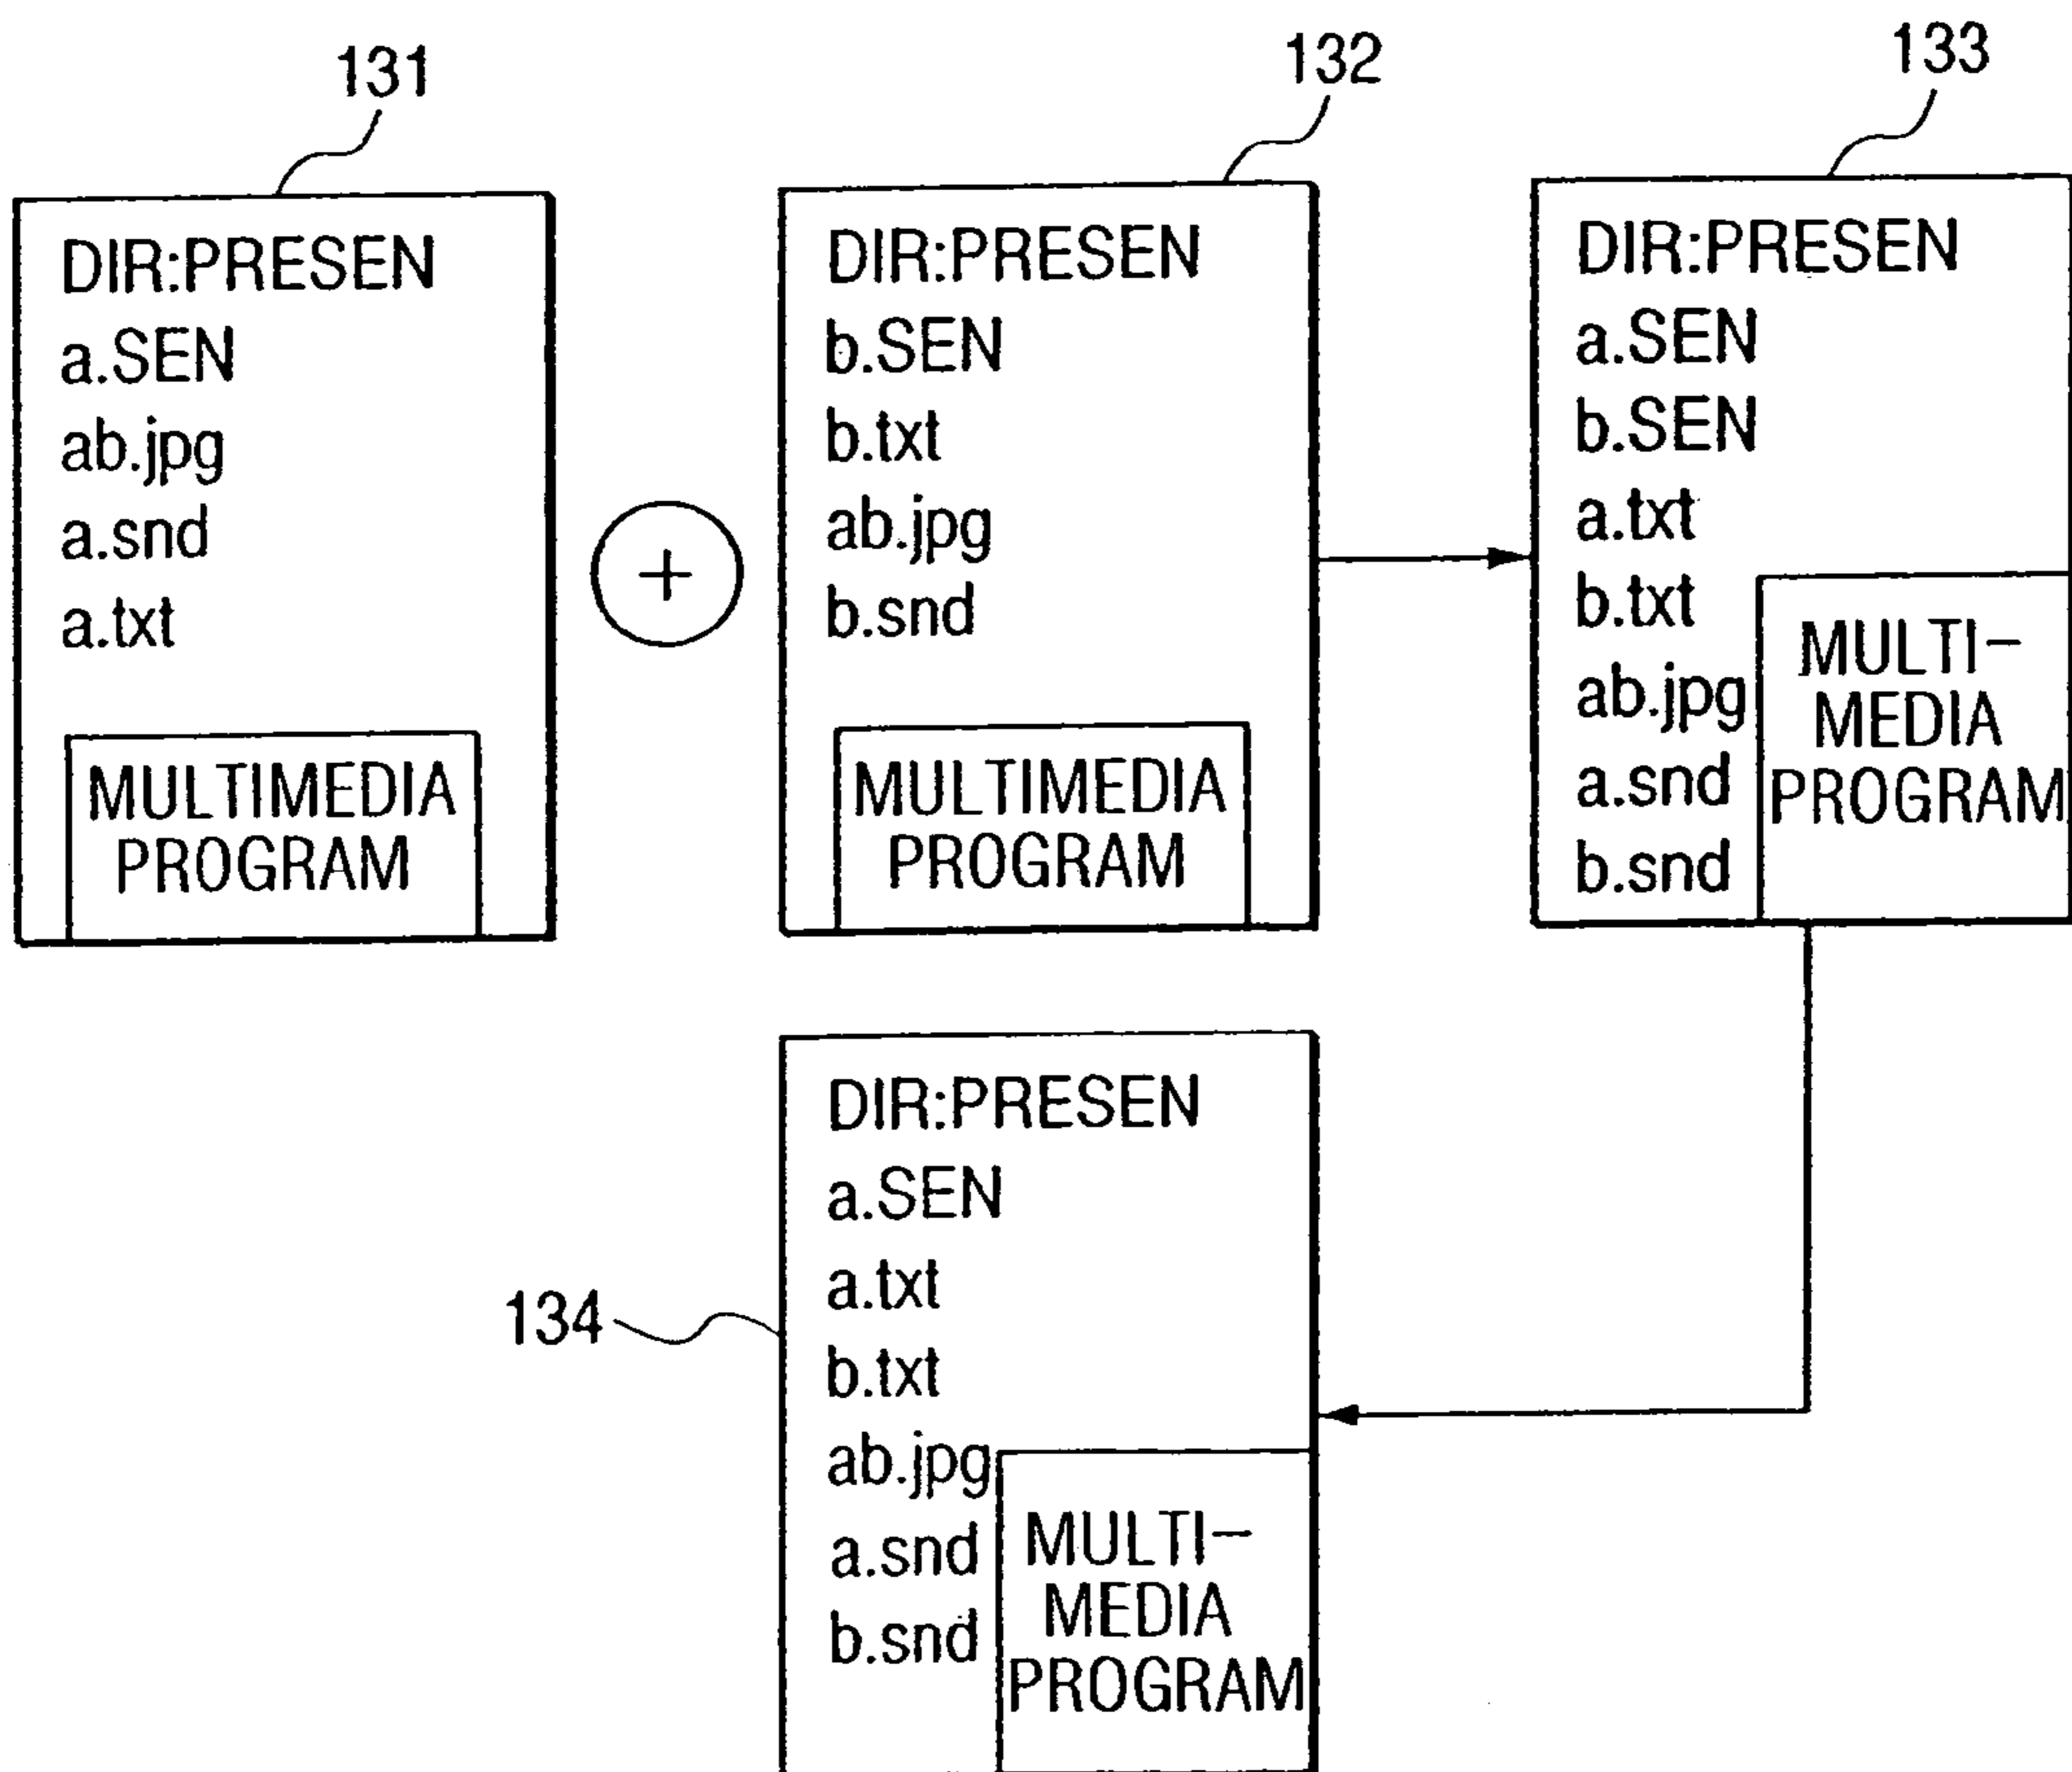 131
DIR:PRESEN
a.SEN
ab.jpg
a.snd
a.txt
MULTIMEDIA
PROGRAM
+
132
DIR:PRESEN
b.SEN
b.txt
ab.jpg
b.snd
MULTIMEDIA
PROGRAM
133
DIR:PRESEN
a.SEN
b.SEN
a.txt
b.txt
ab.jpg
a.snd
b.snd
MULTI-
MEDIA
PROGRAM
134
DIR:PRESEN
a.SEN
a.txt
b.txt
ab.jpg
a.snd
b.snd
MULTI-
MEDIA
PROGRAM